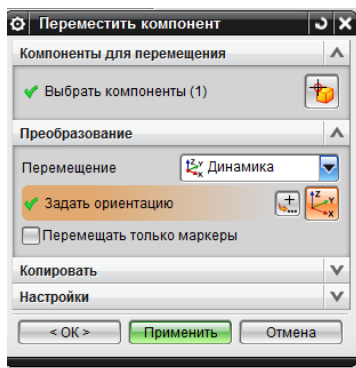 Переместить компонент
Компоненты для перемещения
Выбрать компоненты (1)
Преобразование
Перемещение Динамика
Задать ориентацию
Перемещать только маркеры
Копировать
Настройки
< ОК > Применить Отмена